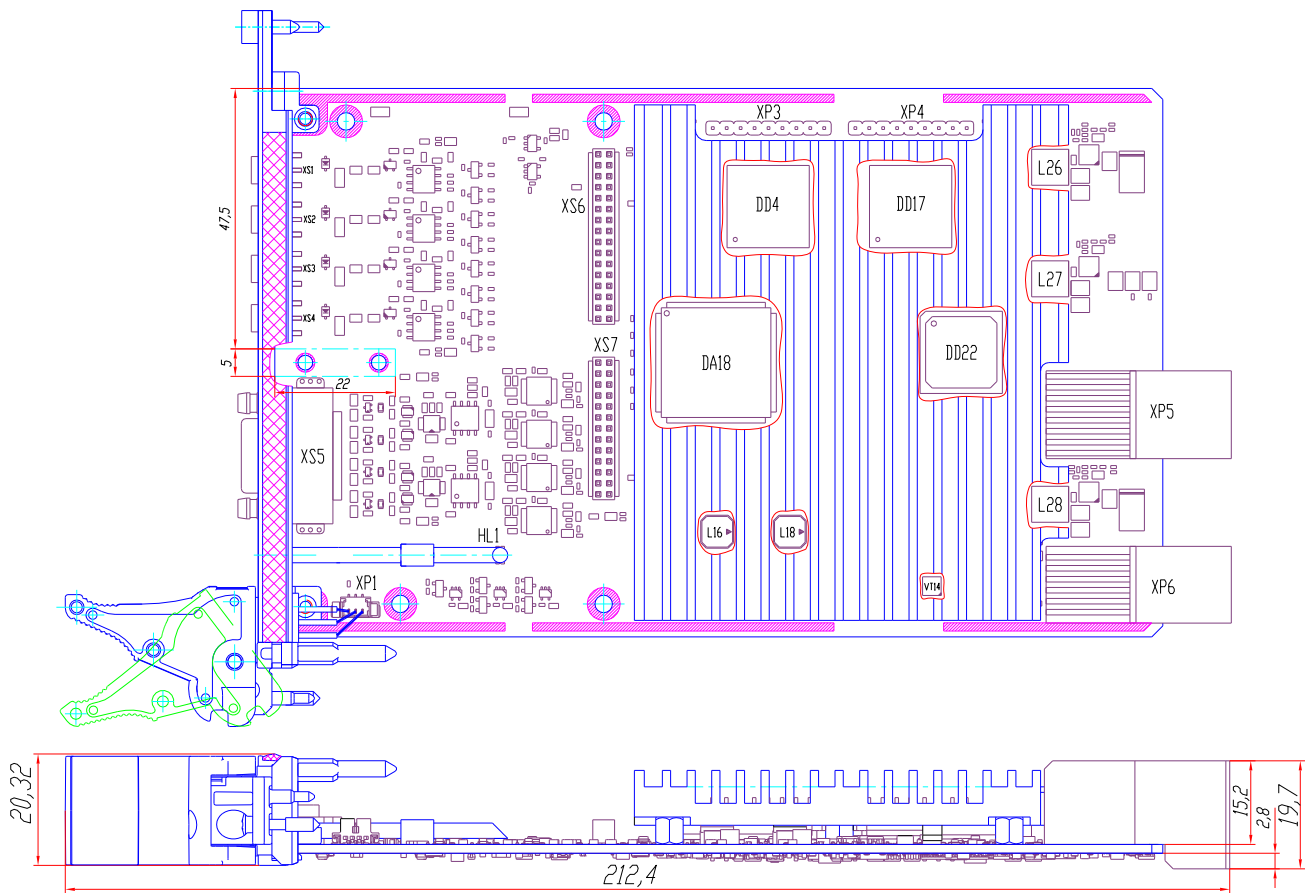 XP3
XP4
XS1
L26
DD4
DD17
XS6
XS2
47,5
XS3
L27
XS4
XS7
DD22
5
DA18
22
XP5
XS5
L28
L16
L18
HL1
XP1
VT14
XP6
20,32
15,2
2,8
19,7
212,4